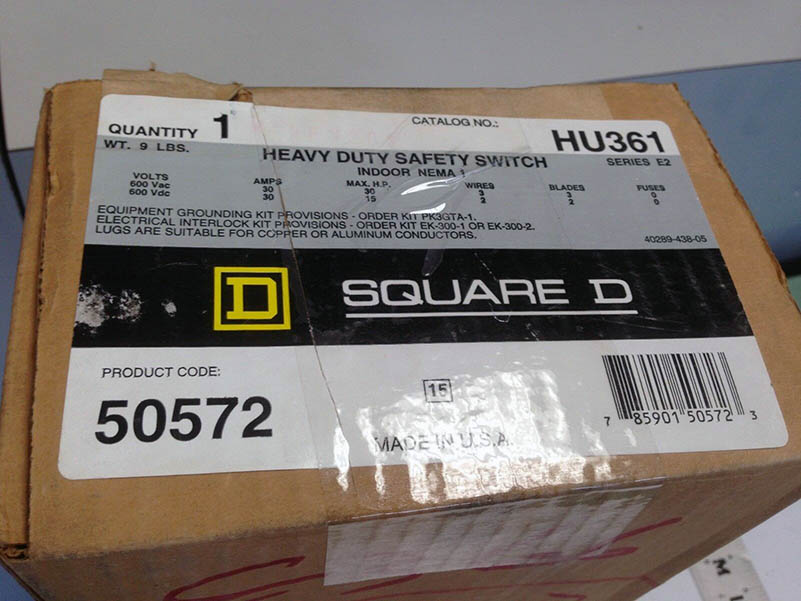 QUANTITY 1
CATALOG NO.:
HU361
WT. 9 LBS.
HEAVY DUTY SAFETY SWITCH
SERIES E2
INDOOR NEMA 1
VOLTS AMPS MAX. H.P. WIRES BLADES FUSES
600 Vac 30 30 3 3 0
600 Vdc 30 15 2 2 0
EQUIPMENT GROUNDING KIT PROVISIONS - ORDER KIT PK3GTA-1.
ELECTRICAL INTERLOCK KIT PROVISIONS - ORDER KIT EK-300-1 OR EK-300-2.
LUGS ARE SUITABLE FOR COPPER OR ALUMINUM CONDUCTORS.
40289-438-05
D SQUARE D
PRODUCT CODE:
50572
15
MADE IN U.S.A.
7 85901 50572 3
M